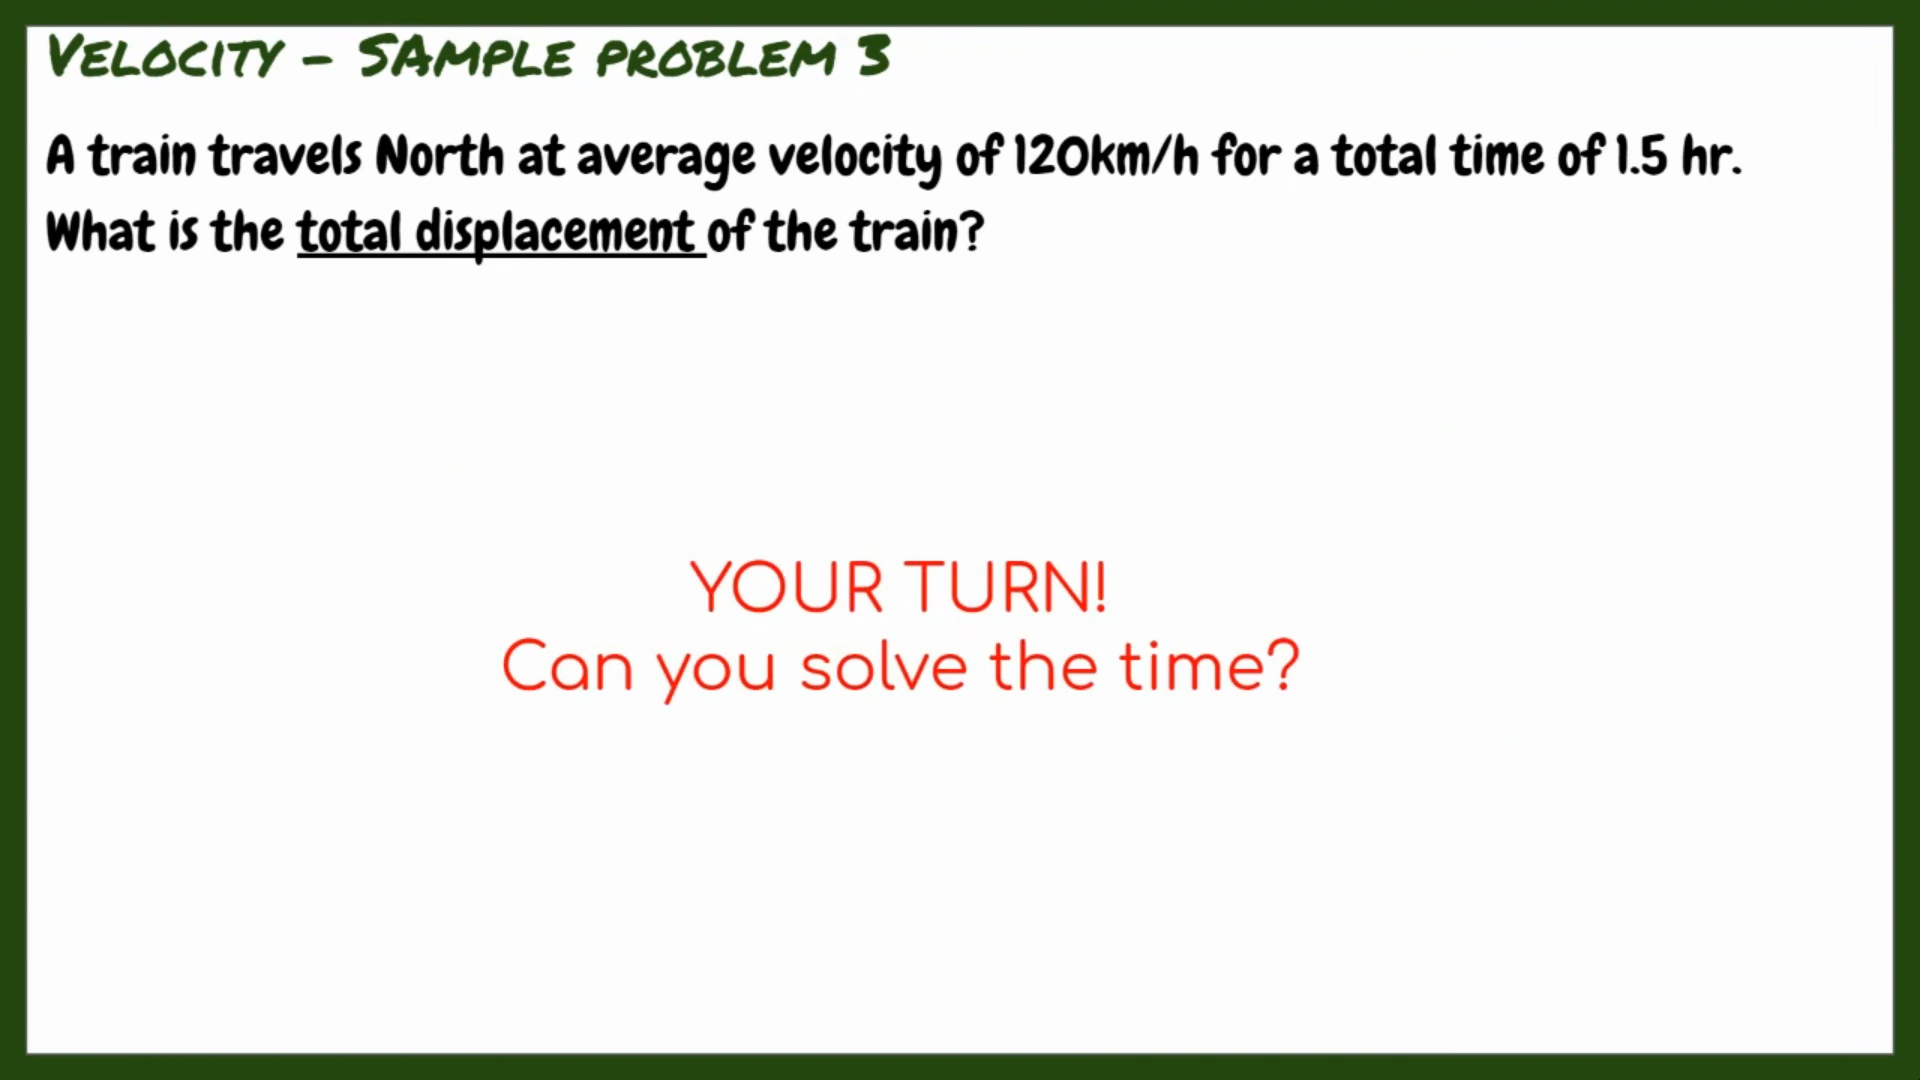 VELOCITY - SAMPLE PROBLEM 3
A train travels North at average velocity of 120km/h for a total time of 1.5 hr.
What is the total displacement of the train?
YOUR TURN!
Can you solve the time?